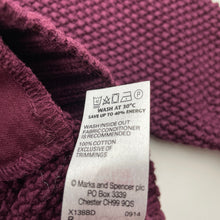 WASH AT 30°C
SAVE UP TO 40% ENERGY
WASH INSIDE OUT
FABRIC CONDITIONER
IS RECOMMENDED
100% COTTON
EXCLUSIVE OF
TRIMMINGS
© Marks and Spencer plc
PO Box 3339
Chester CH99 9QS
X138BD 0914